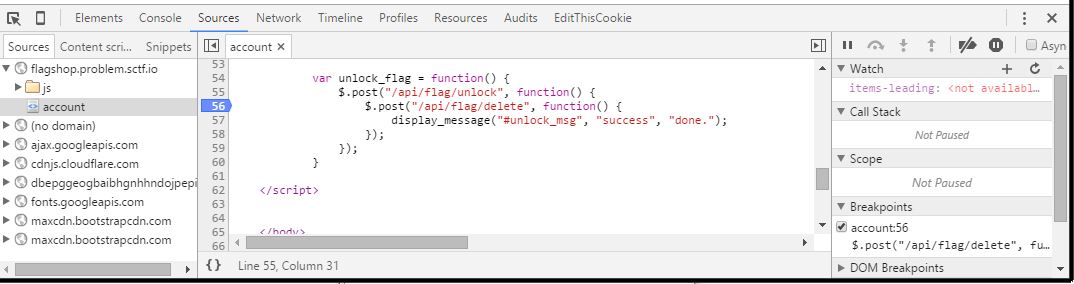 Elements Console Sources Network Timeline Profiles Resources Audits EditThisCookie
Sources Content scri... Snippets
flagshop.problem.sctf.io
js
account
(no domain)
ajax.googleapis.com
cdnjs.cloudflare.com
dbepggeogbaibhgnhhndojpepi
fonts.googleapis.com
maxcdn.bootstrapcdn.com
maxcdn.bootstrapcdn.com
account ×
53
54 var unlock_flag = function() {
55 $.post("/api/flag/unlock", function() {
56 $.post("/api/flag/delete", function() {
57 display_message("#unlock_msg", "success", "done.");
58 });
59 });
60 }
61
62 </script>
63
64
65 </body>
66
{} Line 55, Column 31
Asyn
Watch
items-leading: <not availabl…
Call Stack
Not Paused
Scope
Not Paused
Breakpoints
account:56
$.post("/api/flag/delete", fu…
DOM Breakpoints